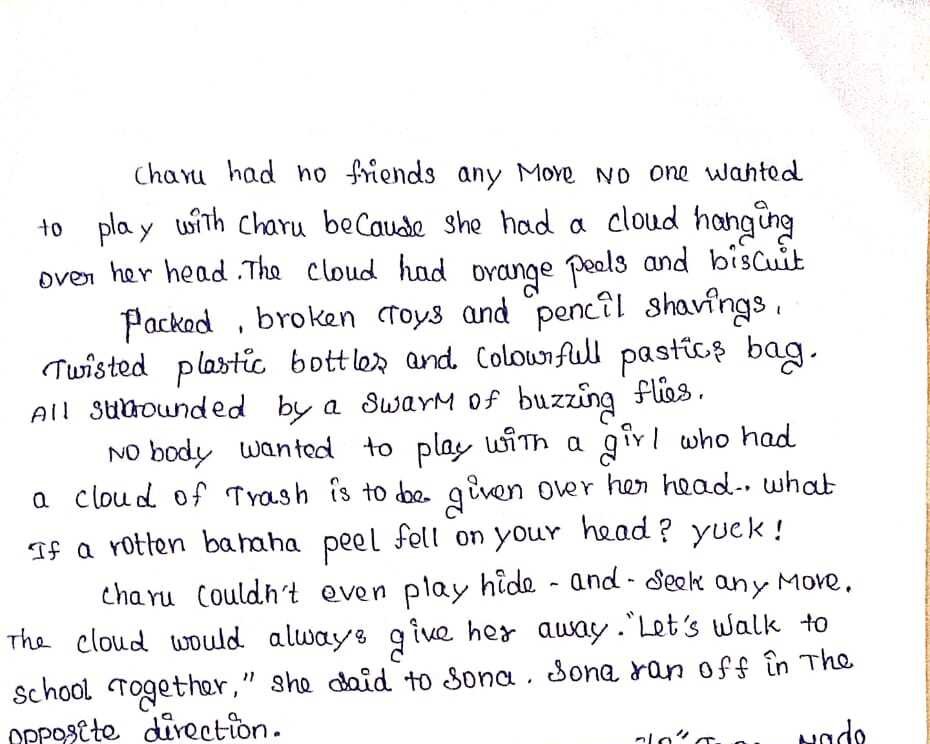 Charu had no friends any More No one wanted
to play with Charu because she had a cloud hanging
over her head. The cloud had orange peels and biscuit
Packed, broken Toys and pencil shavings,
Twisted plastic bottles and Colourfull pastics bag.
All surrounded by a swarm of buzzing flies.
No body wanted to play with a girl who had
a cloud of Trash is to be given over her head.. what
If a rotten banana peel fell on your head? yuck!
Charu Couldn't even play hide - and - Seek any More.
The cloud would always give her away. "Let's Walk to
school Together," she said to Sona. Sona ran off in The
opposite direction.